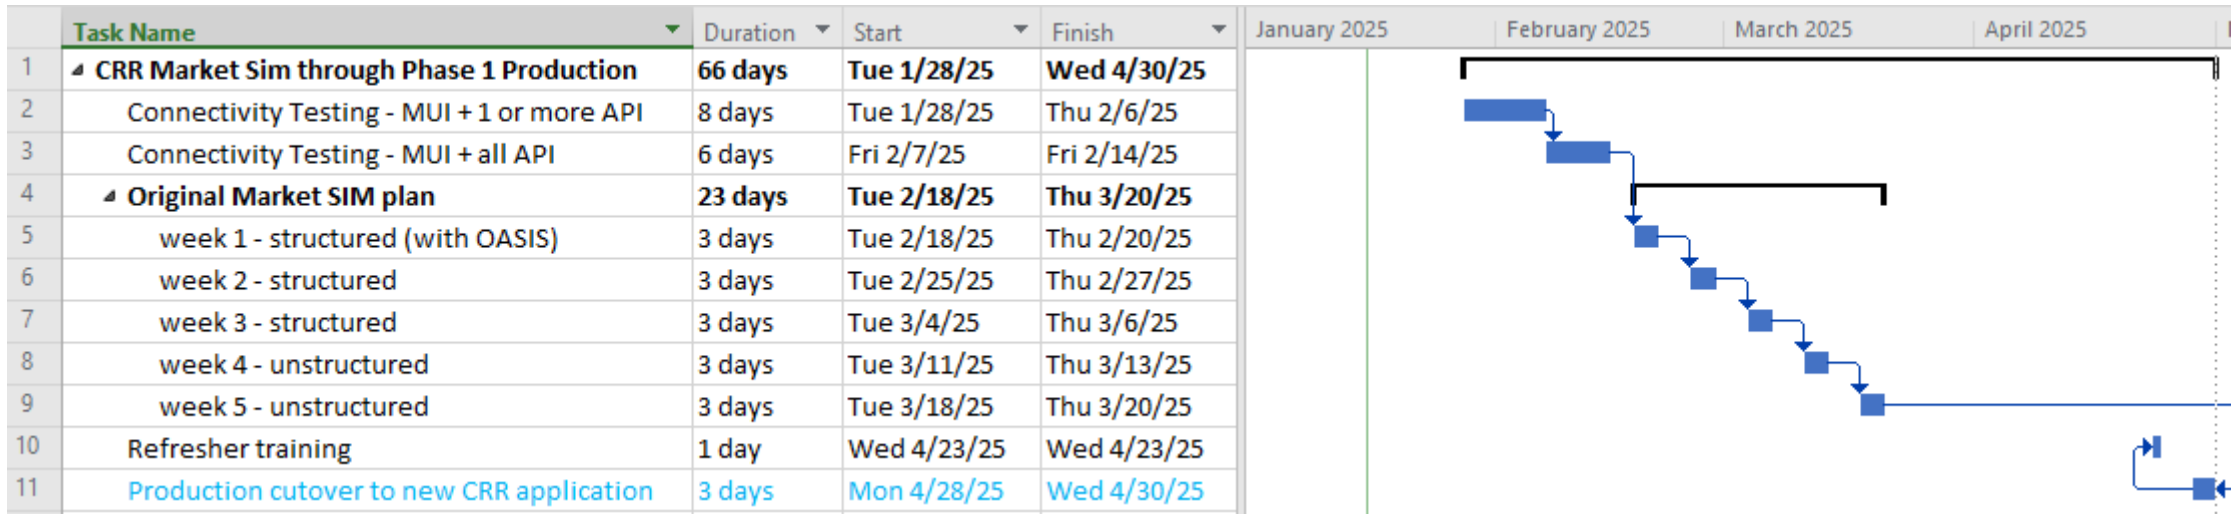 Task Name Duration Start Finish January 2025 February 2025 March 2025 April 2025
1 CRR Market Sim through Phase 1 Production 66 days Tue 1/28/25 Wed 4/30/25
2 Connectivity Testing - MUI + 1 or more API 8 days Tue 1/28/25 Thu 2/6/25
3 Connectivity Testing - MUI + all API 6 days Fri 2/7/25 Fri 2/14/25
4 Original Market SIM plan 23 days Tue 2/18/25 Thu 3/20/25
5 week 1 - structured (with OASIS) 3 days Tue 2/18/25 Thu 2/20/25
6 week 2 - structured 3 days Tue 2/25/25 Thu 2/27/25
7 week 3 - structured 3 days Tue 3/4/25 Thu 3/6/25
8 week 4 - unstructured 3 days Tue 3/11/25 Thu 3/13/25
9 week 5 - unstructured 3 days Tue 3/18/25 Thu 3/20/25
10 Refresher training 1 day Wed 4/23/25 Wed 4/23/25
11 Production cutover to new CRR application 3 days Mon 4/28/25 Wed 4/30/25